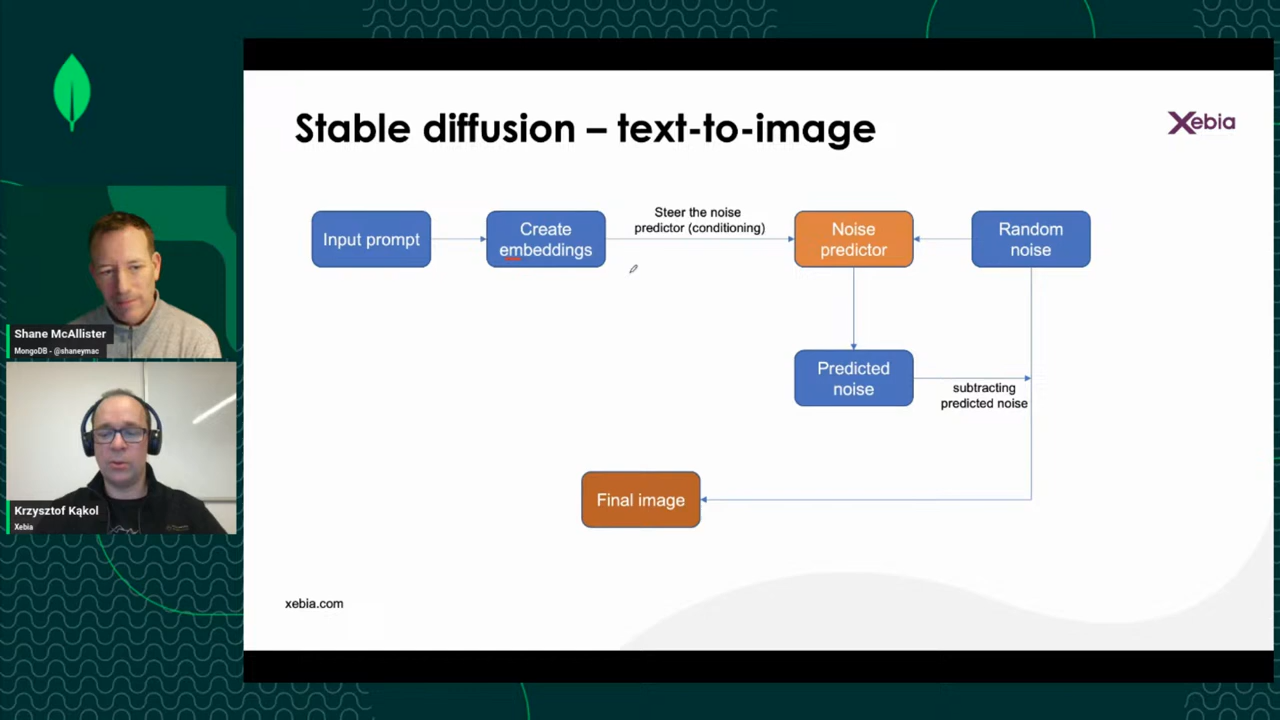 Stable diffusion – text-to-image
Xebia
Input prompt
Create
embeddings
Steer the noise
predictor (conditioning)
Noise
predictor
Random
noise
Predicted
noise
subtracting
predicted noise
Final image
xebia.com
Shane McAllister
MongoDB - @shaneymac
Krzysztof Kąkol
Xebia